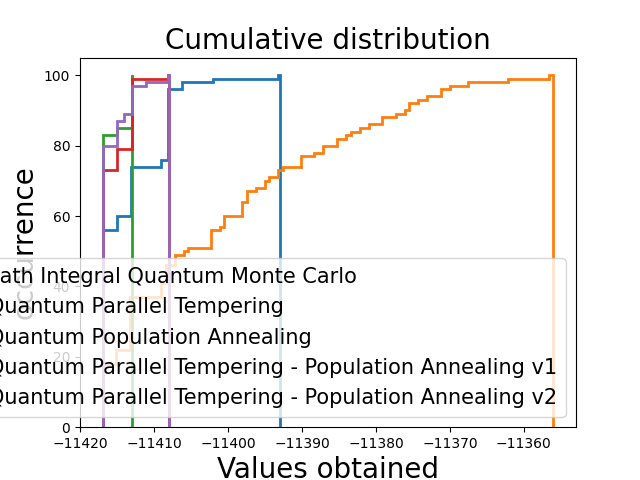 Cumulative distribution
100
80
60
40
20
0
occurrence
ath Integral Quantum Monte Carlo
Quantum Parallel Tempering
Quantum Population Annealing
Quantum Parallel Tempering - Population Annealing v1
Quantum Parallel Tempering - Population Annealing v2
−11420 −11410 −11400 −11390 −11380 −11370 −11360
Values obtained